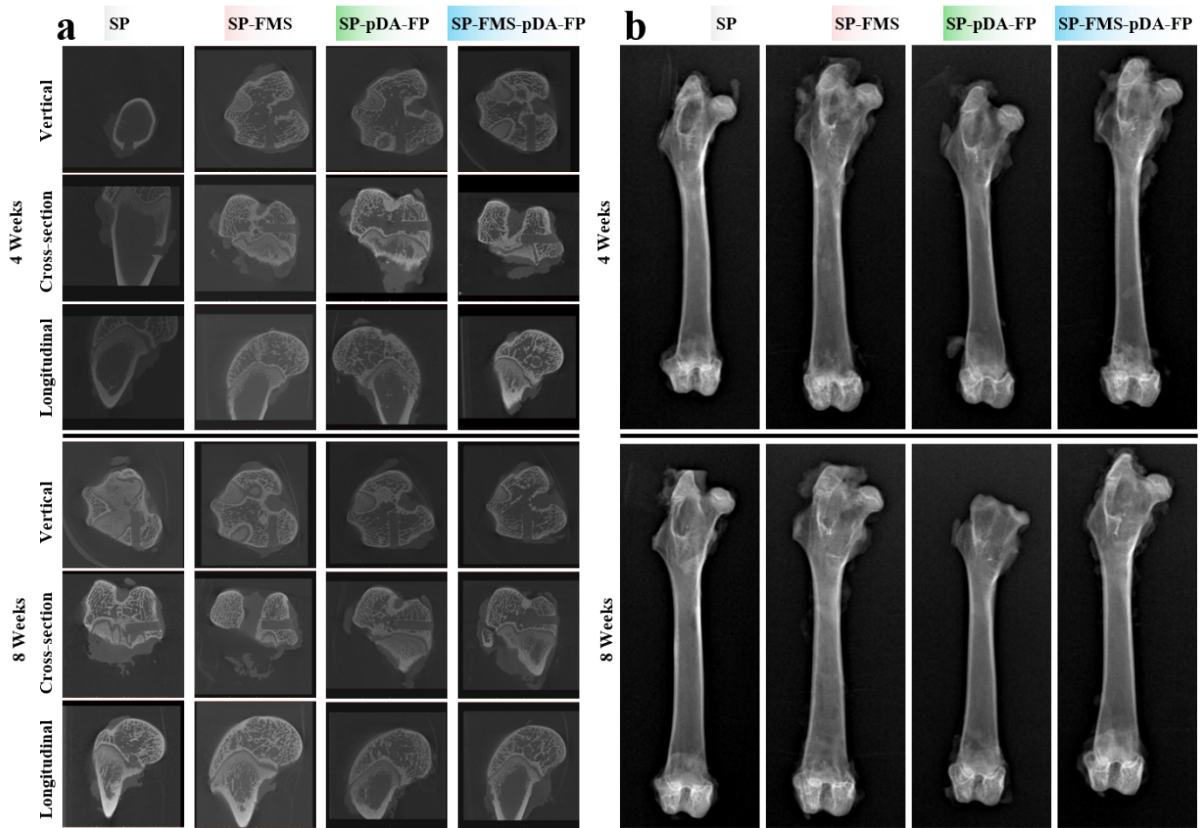 a
SP
SP-FMS
SP-pDA-FP
SP-FMS-pDA-FP
4 Weeks
Vertical
Cross-section
Longitudinal
8 Weeks
Vertical
Cross-section
Longitudinal
b
SP
SP-FMS
SP-pDA-FP
SP-FMS-pDA-FP
4 Weeks
8 Weeks